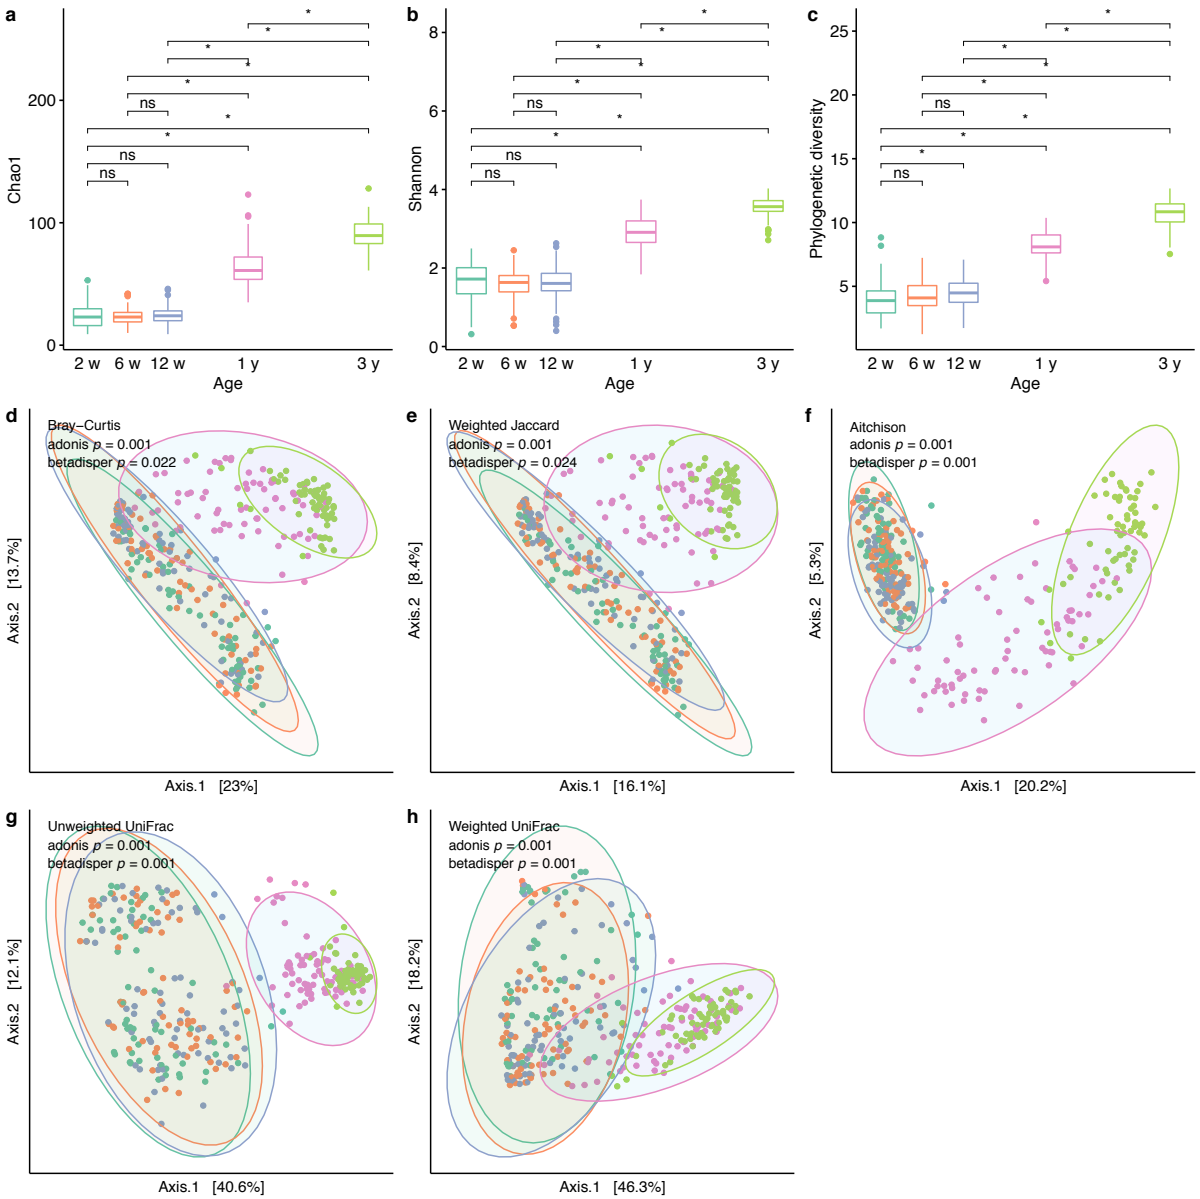 a
*
*
*
*
*
*
ns
*
*
ns
ns
Chao1
200
100
0
2 w 6 w 12 w 1 y 3 y
Age
b
*
*
*
*
*
*
ns
*
*
ns
ns
Shannon
8
6
4
2
0
2 w 6 w 12 w 1 y 3 y
Age
c
*
*
*
*
*
*
ns
*
*
*
ns
Phylogenetic diversity
25
20
15
10
5
2 w 6 w 12 w 1 y 3 y
Age
d
Bray−Curtis
adonis p = 0.001
betadisper p = 0.022
Axis.2 [13.7%]
Axis.1 [23%]
e
Weighted Jaccard
adonis p = 0.001
betadisper p = 0.024
Axis.2 [8.4%]
Axis.1 [16.1%]
f
Aitchison
adonis p = 0.001
betadisper p = 0.001
Axis.2 [5.3%]
Axis.1 [20.2%]
g
Unweighted UniFrac
adonis p = 0.001
betadisper p = 0.001
Axis.2 [12.1%]
Axis.1 [40.6%]
h
Weighted UniFrac
adonis p = 0.001
betadisper p = 0.001
Axis.2 [18.2%]
Axis.1 [46.3%]